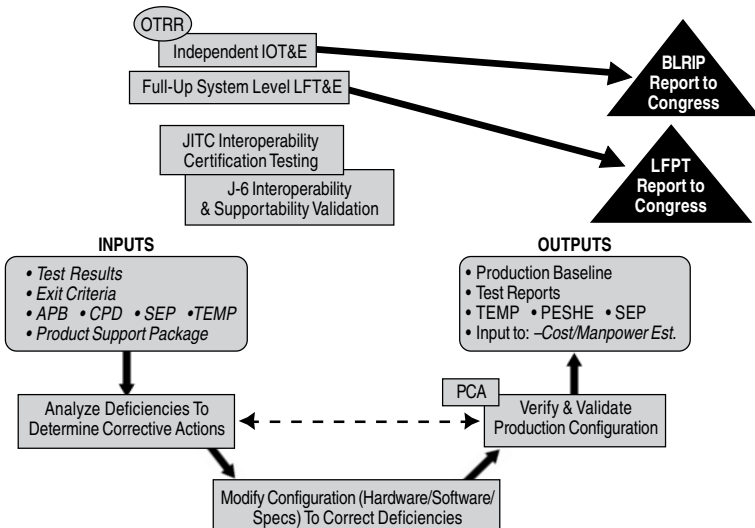 OTRR
Independent IOT&E
Full-Up System Level LFT&E
BLRIP
Report to
Congress
JITC Interoperability
Certification Testing
J-6 Interoperability
& Supportability Validation
LFPT
Report to
Congress
INPUTS
• Test Results
• Exit Criteria
• APB • CPD • SEP •TEMP
• Product Support Package
OUTPUTS
• Production Baseline
• Test Reports
• TEMP • PESHE • SEP
• Input to: –Cost/Manpower Est.
Analyze Deficiencies To
Determine Corrective Actions
PCA
Verify & Validate
Production Configuration
Modify Configuration (Hardware/Software/
Specs) To Correct Deficiencies